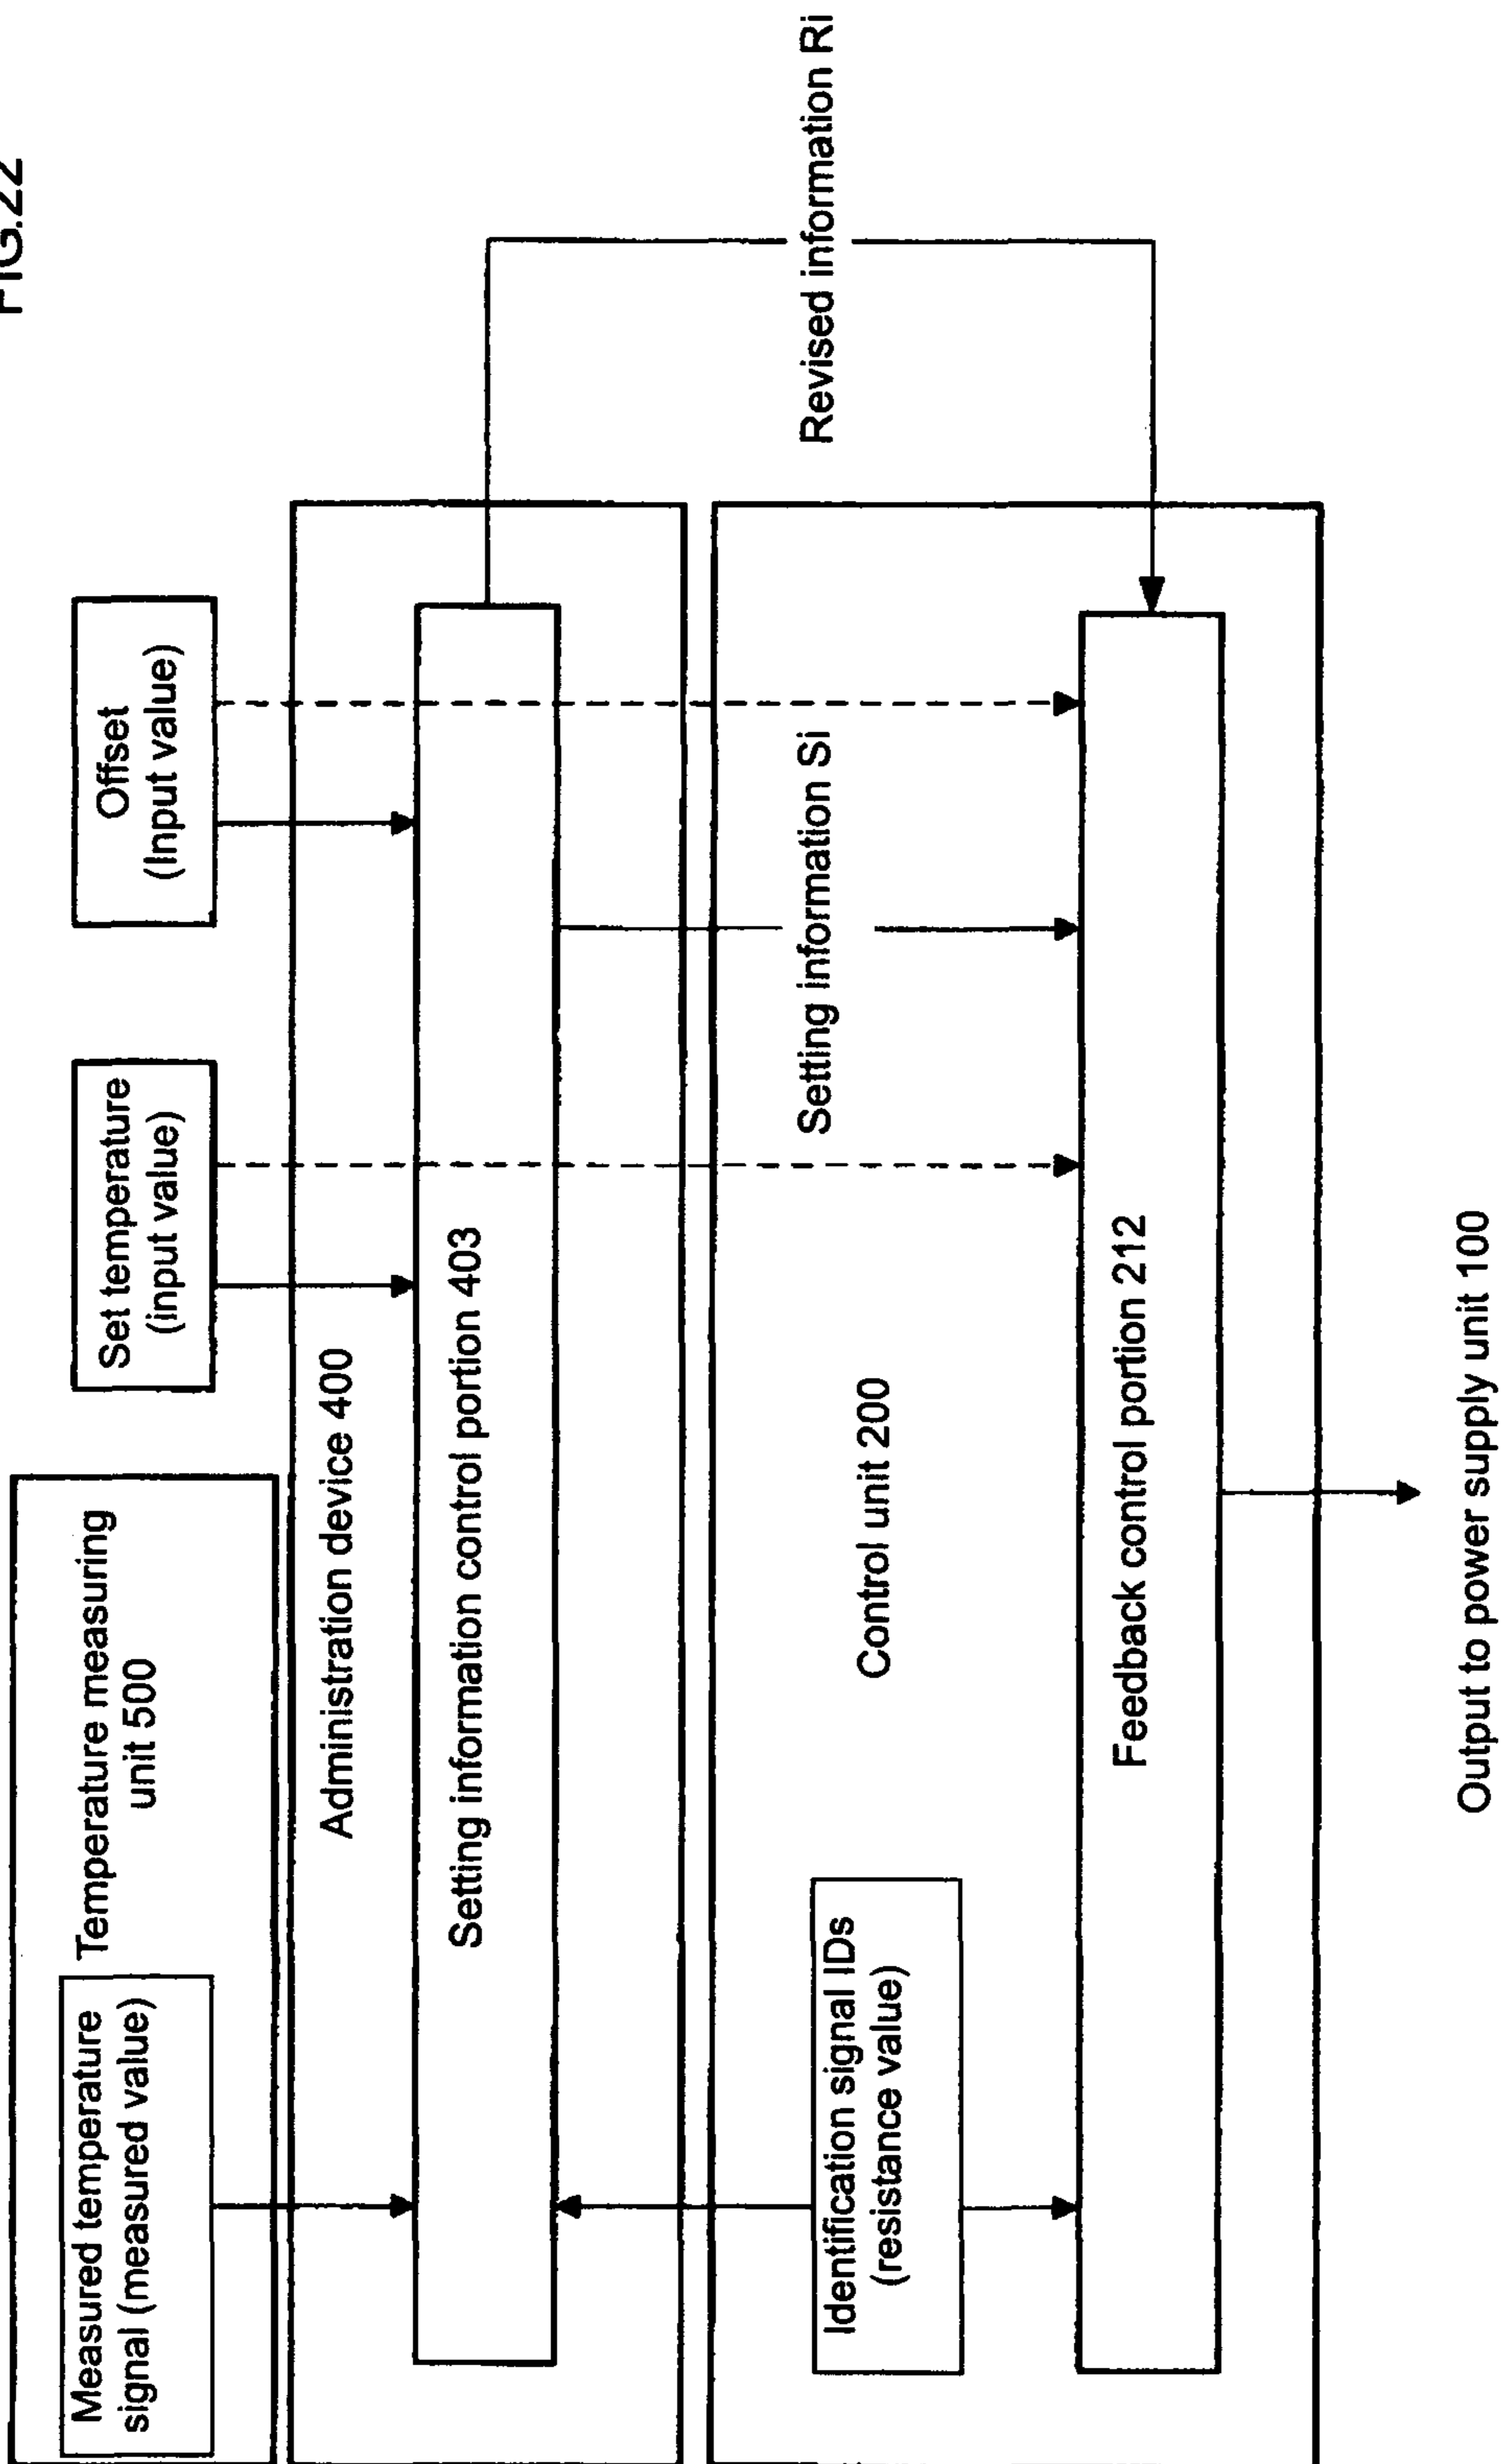 FIG.22
Measured temperature
signal (measured value)
Temperature measuring
unit 500
Set temperature
(input value)
Offset
(Input value)
Administration device 400
Setting information control portion 403
Identification signal IDs
(resistance value)
Control unit 200
Setting information Si
Revised information Ri
Feedback control portion 212
Output to power supply unit 100